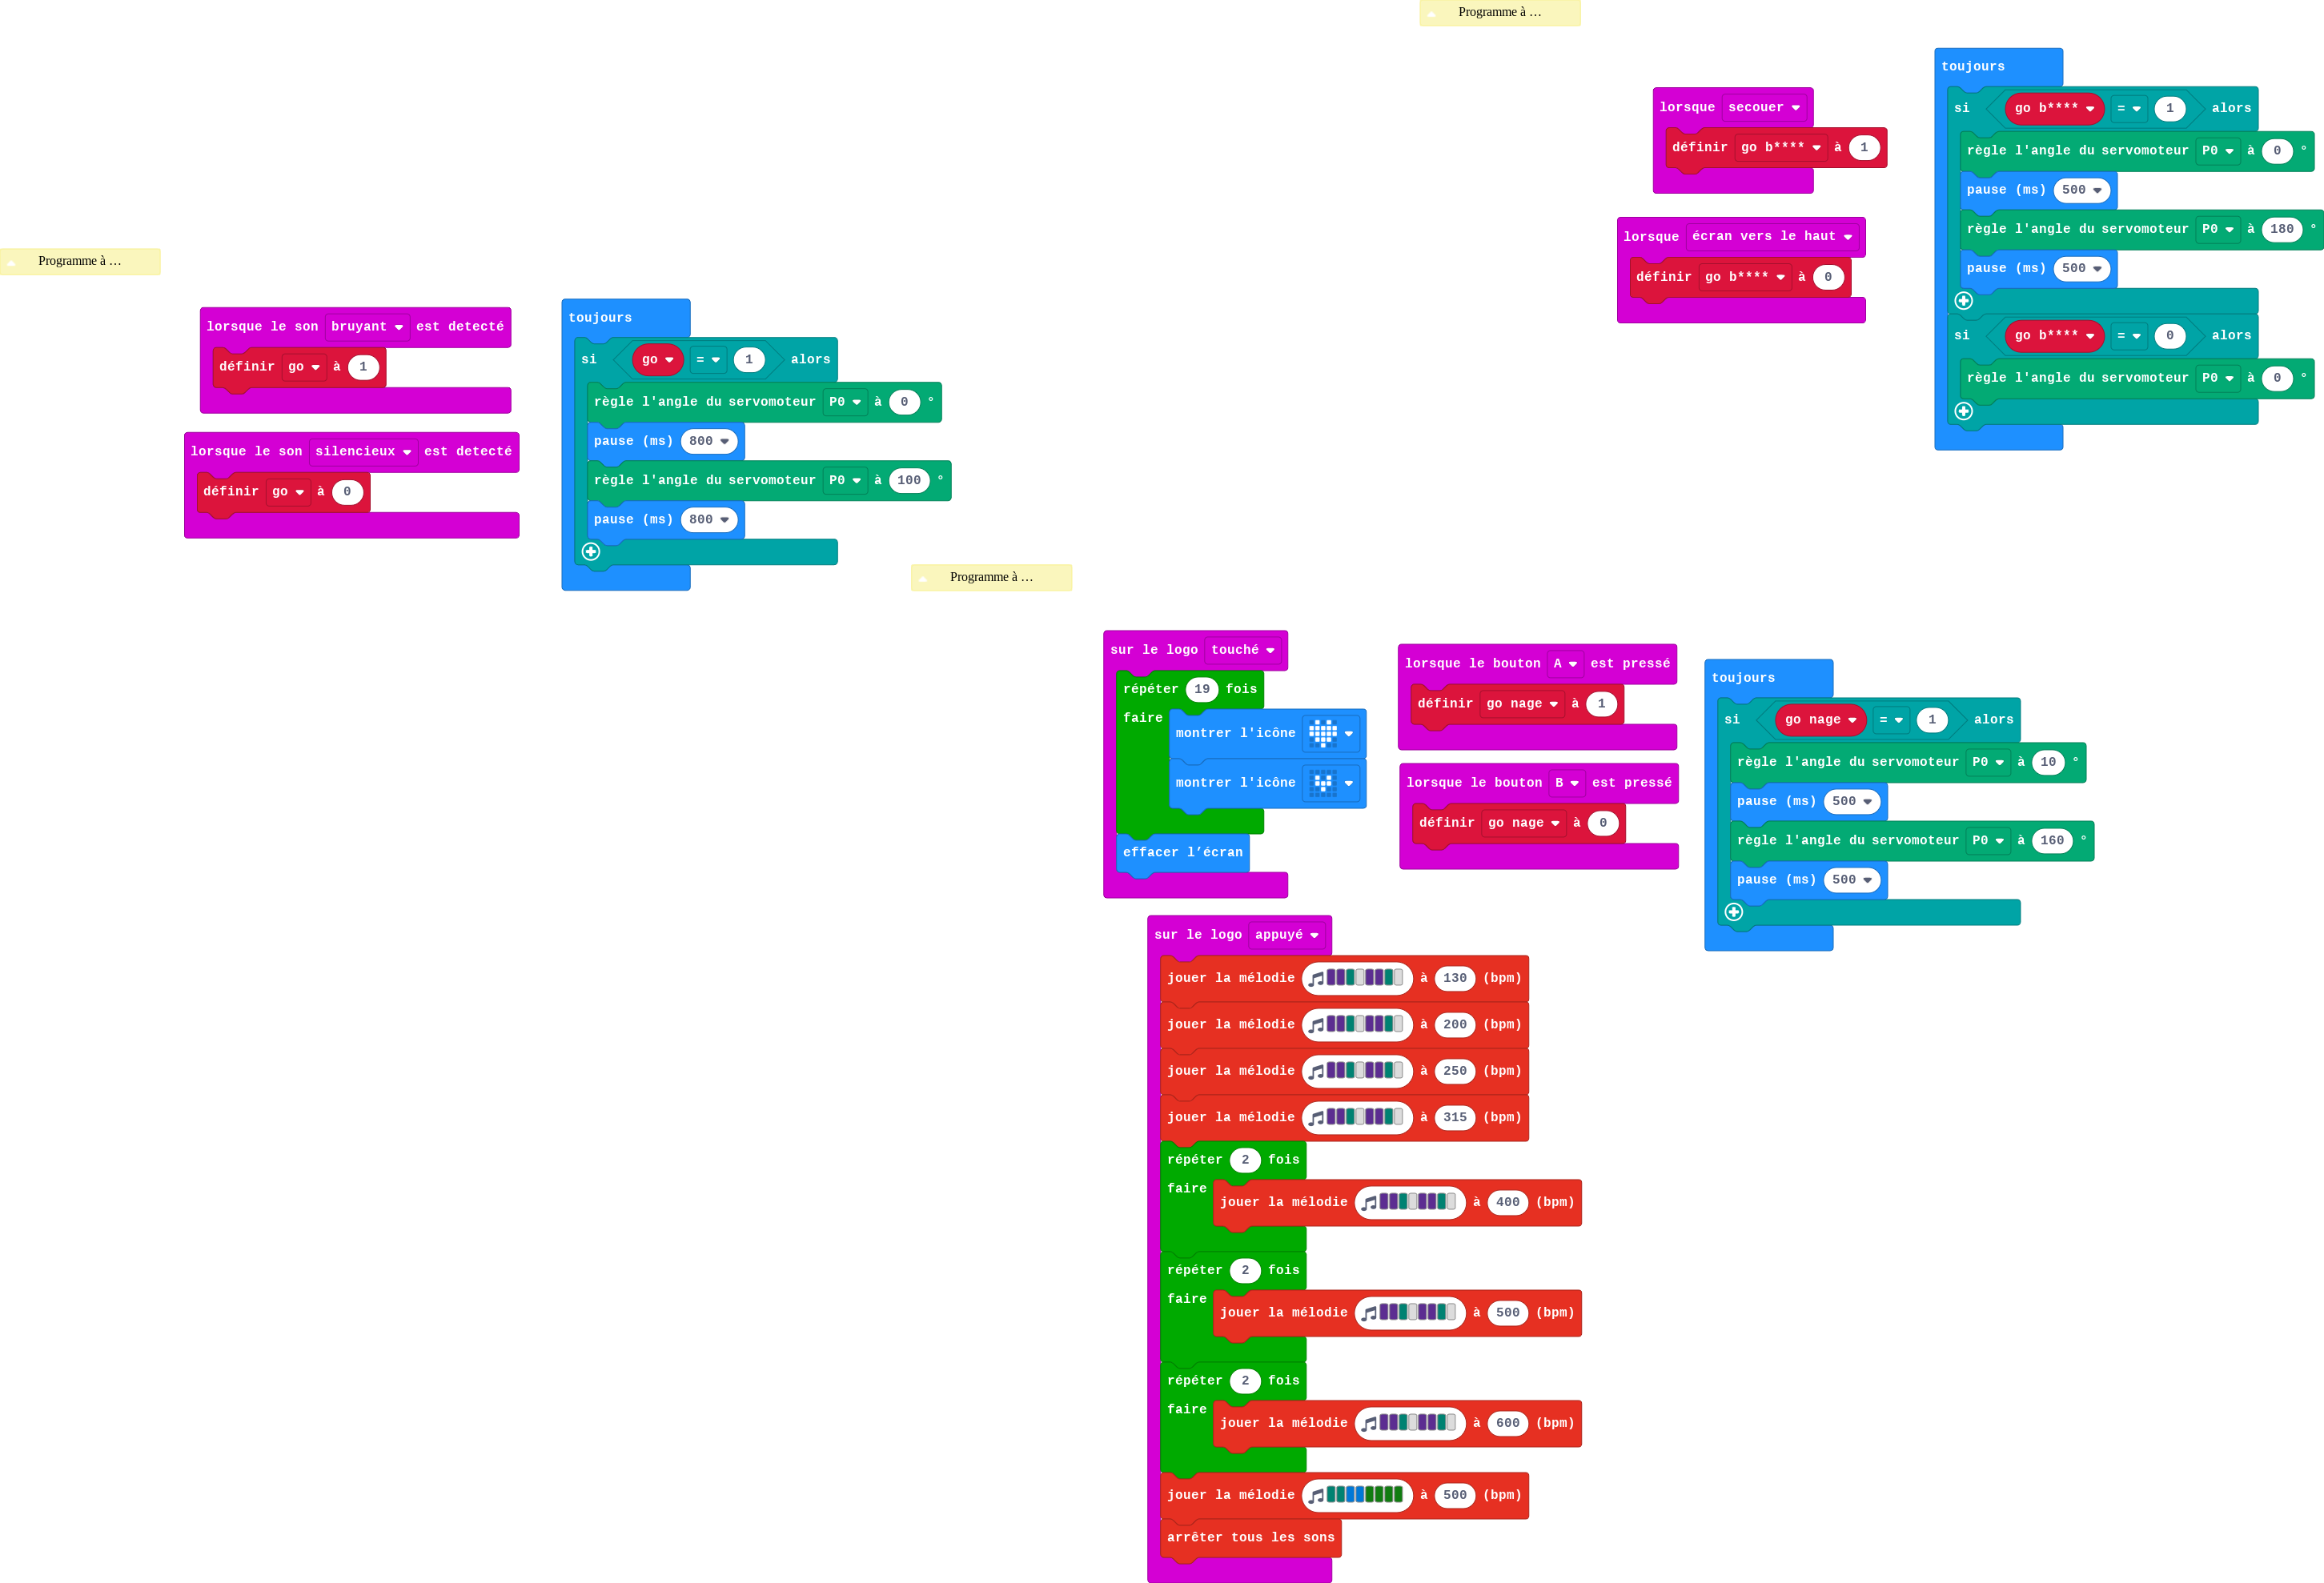 Programme à …
lorsque le son bruyant est detecté
définir go à 1
lorsque le son silencieux est detecté
définir go à 0
toujours
si go = 1 alors
règle l'angle du servomoteur P0 à 0 °
pause (ms) 800
règle l'angle du servomoteur P0 à 100 °
pause (ms) 800
Programme à …
lorsque secouer
définir go b**** à 1
lorsque écran vers le haut
définir go b**** à 0
toujours
si go b**** = 1 alors
règle l'angle du servomoteur P0 à 0 °
pause (ms) 500
règle l'angle du servomoteur P0 à 180 °
pause (ms) 500
si go b**** = 0 alors
règle l'angle du servomoteur P0 à 0 °
Programme à …
sur le logo touché
répéter 19 fois
faire
montrer l'icône
montrer l'icône
effacer l’écran
lorsque le bouton A est pressé
définir go nage à 1
lorsque le bouton B est pressé
définir go nage à 0
toujours
si go nage = 1 alors
règle l'angle du servomoteur P0 à 10 °
pause (ms) 500
règle l'angle du servomoteur P0 à 160 °
pause (ms) 500
sur le logo appuyé
jouer la mélodie à 130 (bpm)
jouer la mélodie à 200 (bpm)
jouer la mélodie à 250 (bpm)
jouer la mélodie à 315 (bpm)
répéter 2 fois
faire
jouer la mélodie à 400 (bpm)
répéter 2 fois
faire
jouer la mélodie à 500 (bpm)
répéter 2 fois
faire
jouer la mélodie à 600 (bpm)
jouer la mélodie à 500 (bpm)
arrêter tous les sons